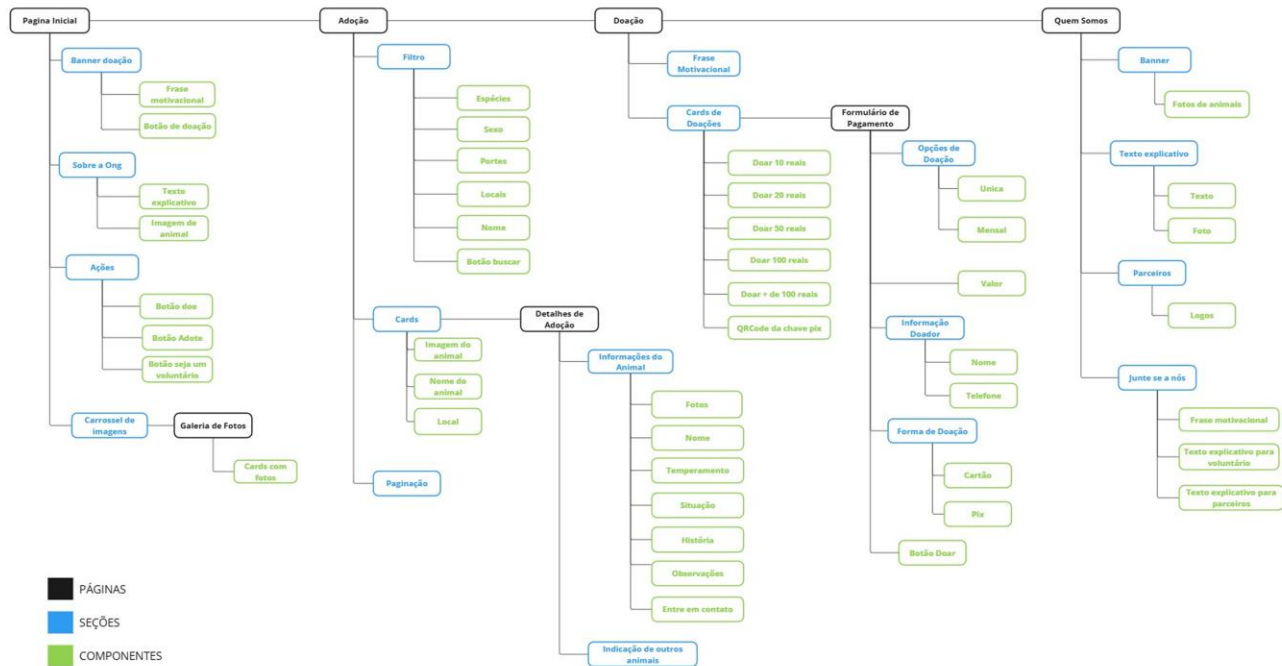 Pagina Inicial
Adoção
Doação
Quem Somos
Banner doação
Frase
motivacional
Botão de doação
Sobre a Ong
Texto
explicativo
Imagem de
animal
Ações
Botão doe
Botão Adote
Botão seja um
voluntário
Carrossel de
imagens
Galeria de Fotos
Cards com
fotos
Filtro
Espécies
Sexo
Portes
Locais
Nome
Botão buscar
Cards
Imagem do
animal
Nome do
animal
Local
Paginação
Detalhes de
Adoção
Informações do
Animal
Fotos
Nome
Temperamento
Situação
História
Observações
Entre em contato
Indicação de outros
animais
Frase
Motivacional
Cards de
Doações
Doar 10 reais
Doar 20 reais
Doar 50 reais
Doar 100 reais
Doar + de 100 reais
QRCode da chave pix
Formulário de
Pagamento
Opções de
Doação
Unica
Mensal
Valor
Informação
Doador
Nome
Telefone
Forma de Doação
Cartão
Pix
Botão Doar
Banner
Fotos de animais
Texto explicativo
Texto
Foto
Parceiros
Logos
Junte se a nós
Frase motivacional
Texto explicativo para
voluntário
Texto explicativo para
parceiros
PÁGINAS
SEÇÕES
COMPONENTES